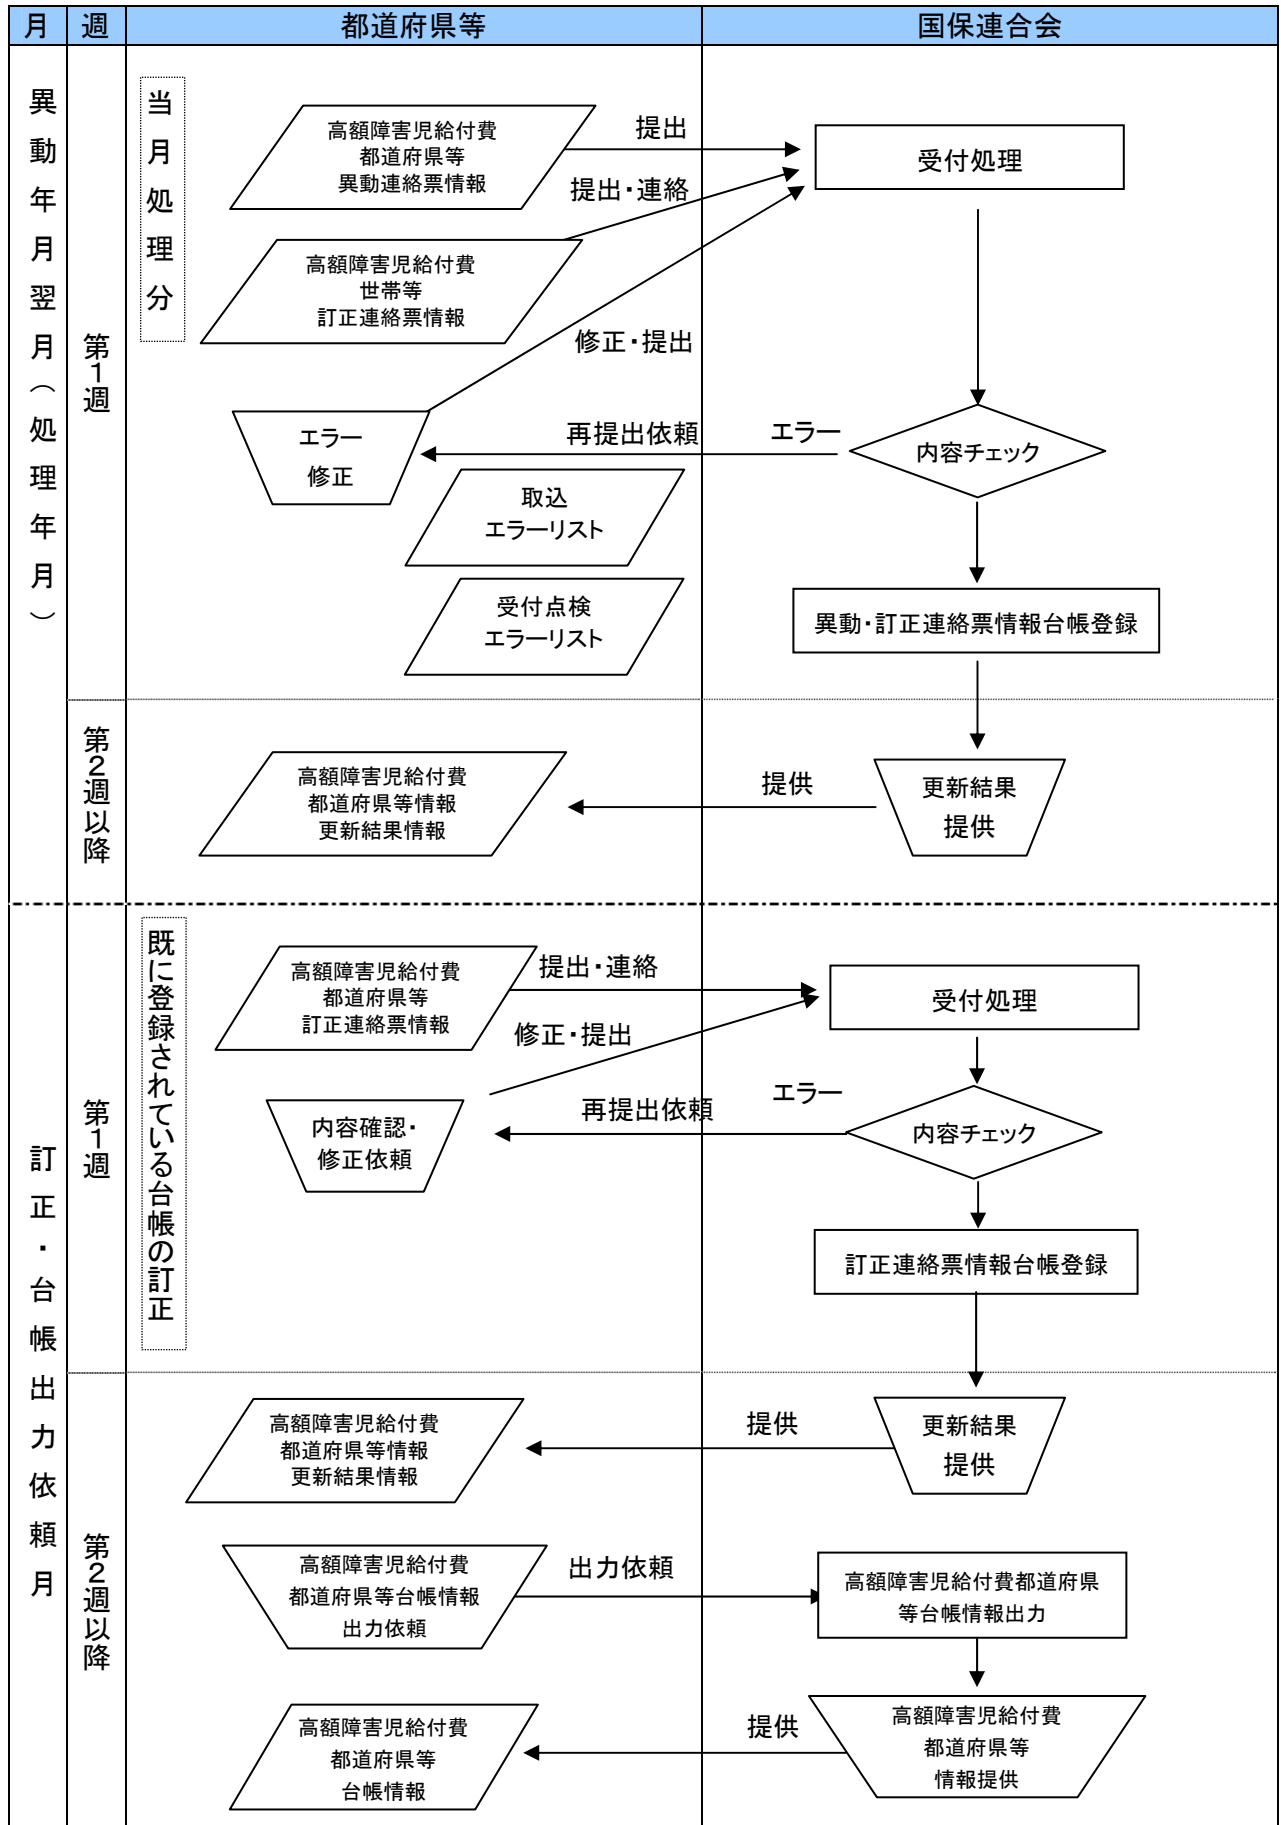 月
週
都道府県等
国保連合会
異動年月翌月（処理年月）
第1週
当月処理分
高額障害児給付費
都道府県等
異動連絡票情報
提出
受付処理
提出・連絡
高額障害児給付費
世帯等
訂正連絡票情報
修正・提出
エラー
修正
再提出依頼
エラー
内容チェック
取込
エラーリスト
受付点検
エラーリスト
異動・訂正連絡票情報台帳登録
第2週以降
高額障害児給付費
都道府県等情報
更新結果情報
提供
更新結果
提供
訂正・台帳出力依頼月
第1週
既に登録されている台帳の訂正
高額障害児給付費
都道府県等
訂正連絡票情報
提出・連絡
受付処理
修正・提出
内容確認・
修正依頼
再提出依頼
エラー
内容チェック
訂正連絡票情報台帳登録
第2週以降
高額障害児給付費
都道府県等情報
更新結果情報
提供
更新結果
提供
高額障害児給付費
都道府県等台帳情報
出力依頼
出力依頼
高額障害児給付費都道府県
等台帳情報出力
高額障害児給付費
都道府県等
台帳情報
提供
高額障害児給付費
都道府県等
情報提供